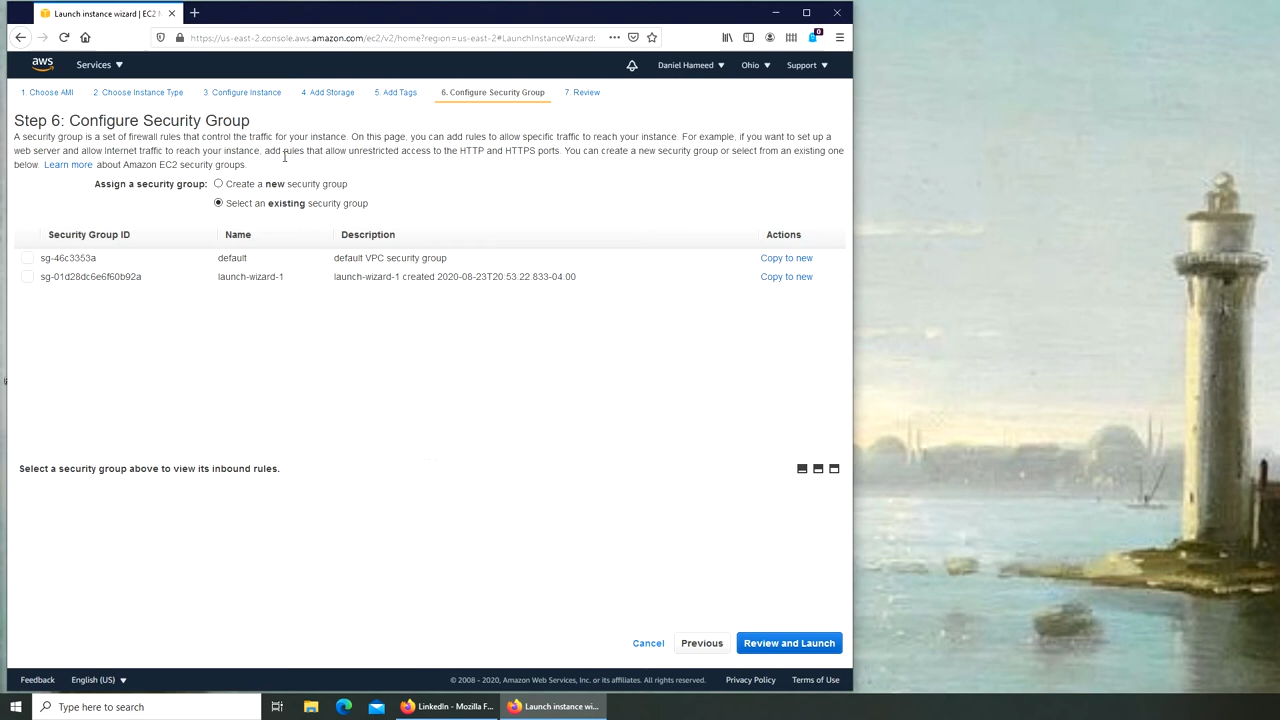 Launch instance wizard | EC2 M
https://us-east-2.console.aws.amazon.com/ec2/v2/home?region=us-east-2#LaunchInstanceWizard:
0
aws
Services
Daniel Hameed
Ohio
Support
1. Choose AMI
2. Choose Instance Type
3. Configure Instance
4. Add Storage
5. Add Tags
6. Configure Security Group
7. Review
Step 6: Configure Security Group
A security group is a set of firewall rules that control the traffic for your instance. On this page, you can add rules to allow specific traffic to reach your instance. For example, if you want to set up a
web server and allow Internet traffic to reach your instance, add rules that allow unrestricted access to the HTTP and HTTPS ports. You can create a new security group or select from an existing one
below. Learn more about Amazon EC2 security groups.
Assign a security group:
Create a new security group
Select an existing security group
Security Group ID Name Description Actions
sg-46c3353a default default VPC security group Copy to new
sg-01d28dc6e6f60b92a launch-wizard-1 launch-wizard-1 created 2020-08-23T20:53:22.833-04:00 Copy to new
Select a security group above to view its inbound rules.
Cancel
Previous
Review and Launch
Feedback
English (US)
© 2008 - 2020, Amazon Web Services, Inc. or its affiliates. All rights reserved.
Privacy Policy
Terms of Use
Type here to search
LinkedIn - Mozilla F...
Launch instance wi...